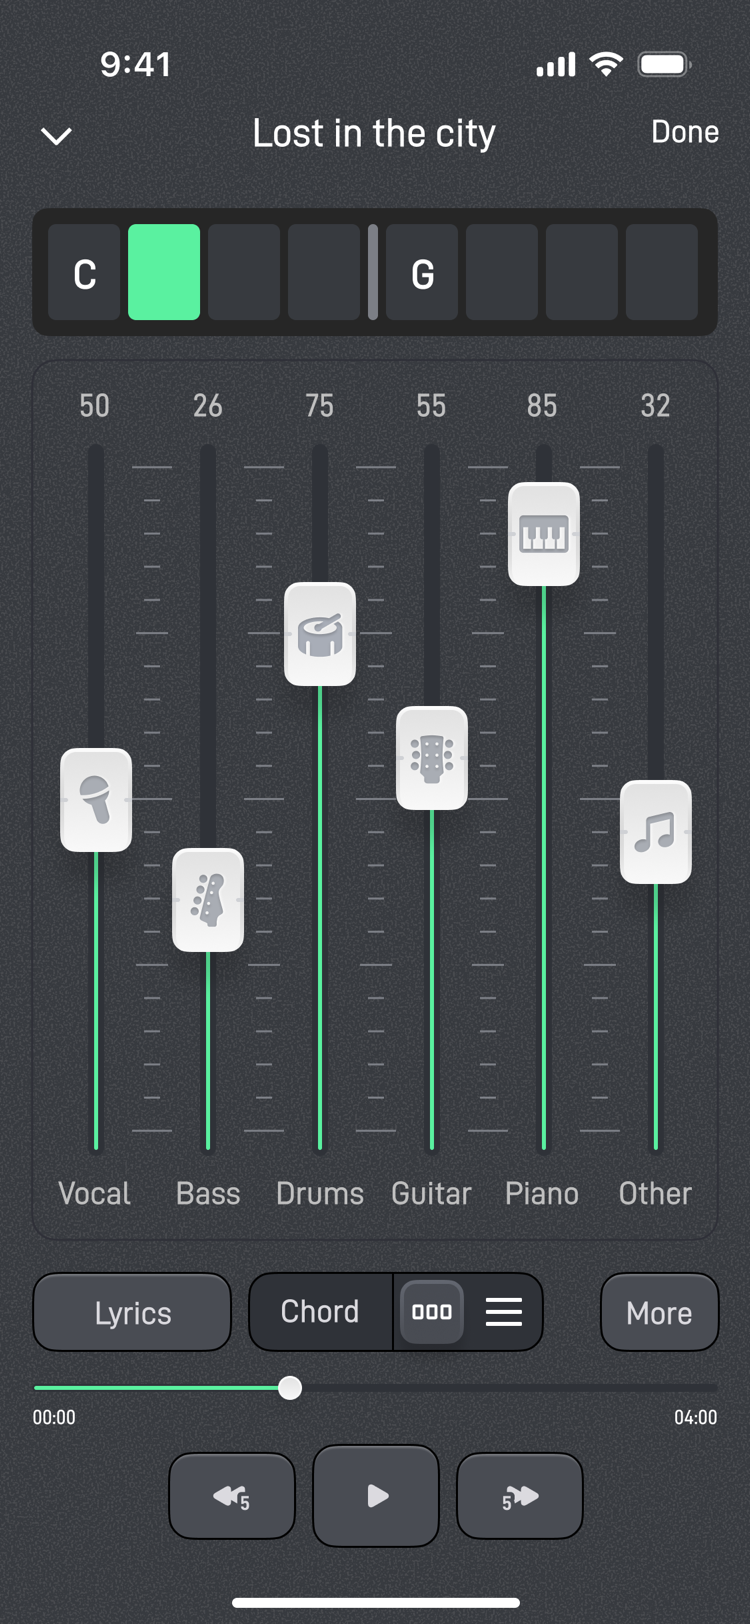 9:41
Lost in the city
Done
C
G
50 26 75 55 85 32
Vocal Bass Drums Guitar Piano Other
Lyrics
Chord
More
00:00
04:00
5
5